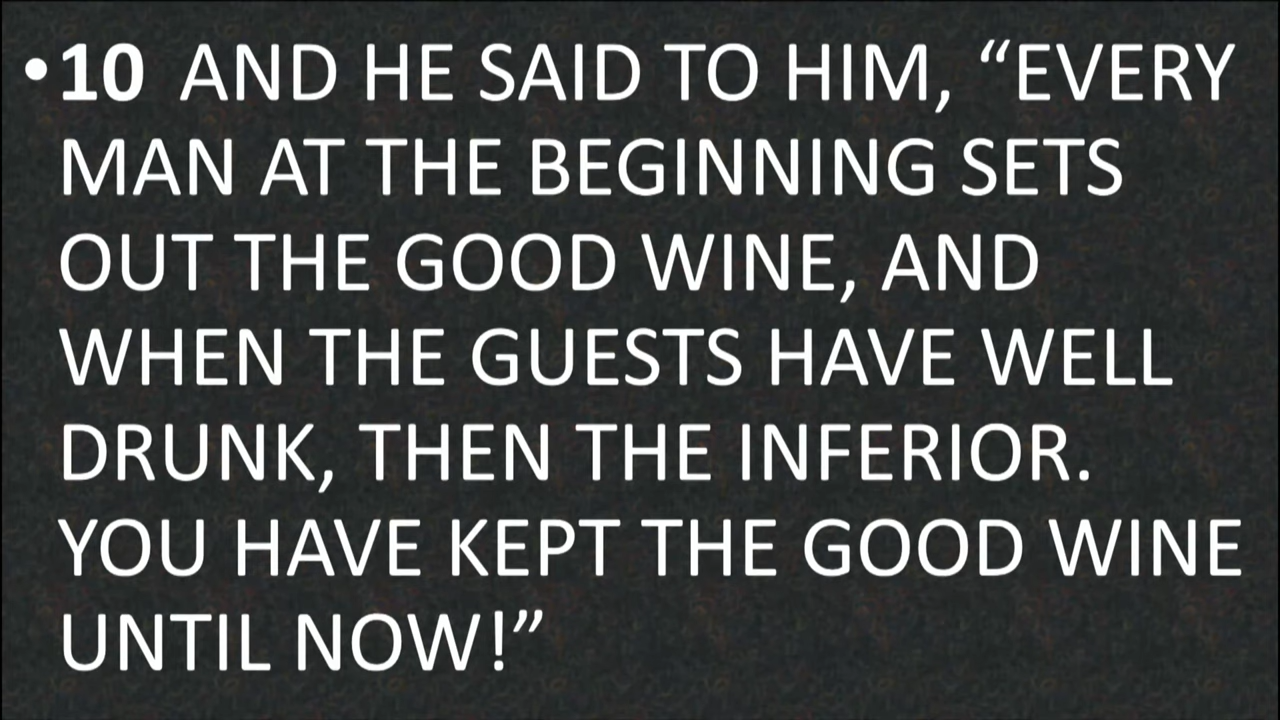 •10 AND HE SAID TO HIM, “EVERY
MAN AT THE BEGINNING SETS
OUT THE GOOD WINE, AND
WHEN THE GUESTS HAVE WELL
DRUNK, THEN THE INFERIOR.
YOU HAVE KEPT THE GOOD WINE
UNTIL NOW!”